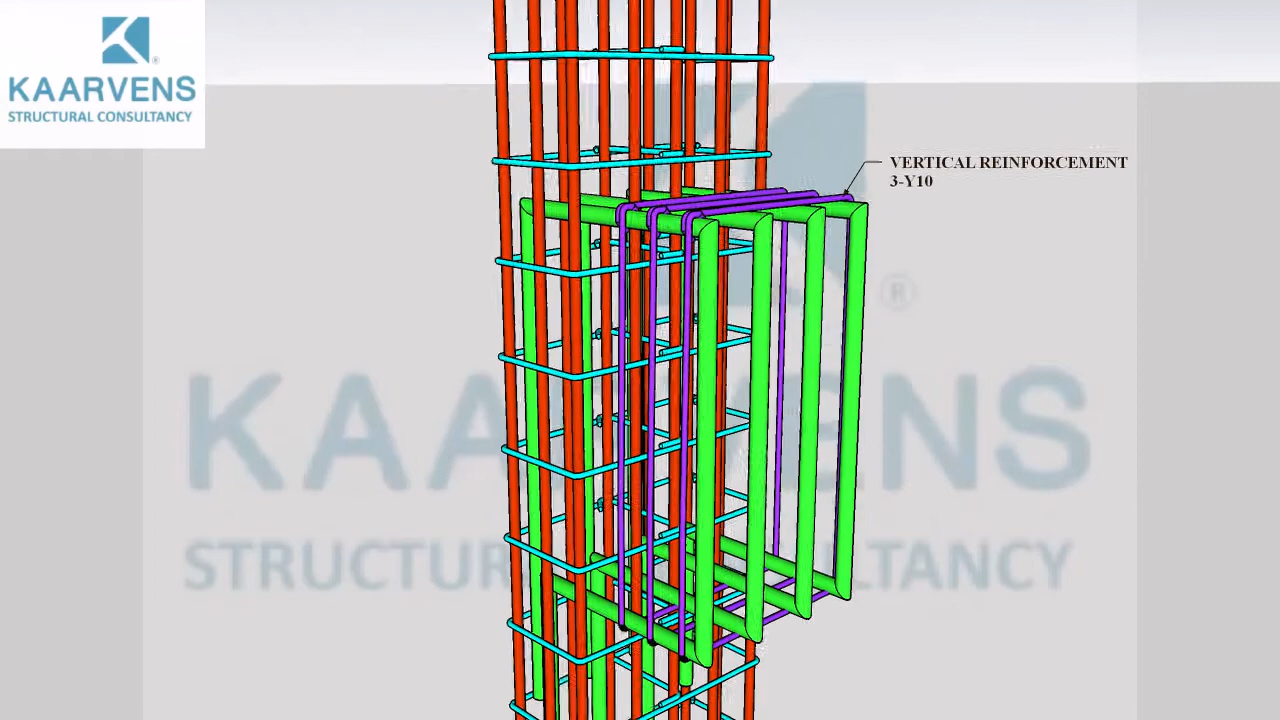 KAARVENS
STRUCTURAL CONSULTANCY
VERTICAL REINFORCEMENT
3-Y10
®